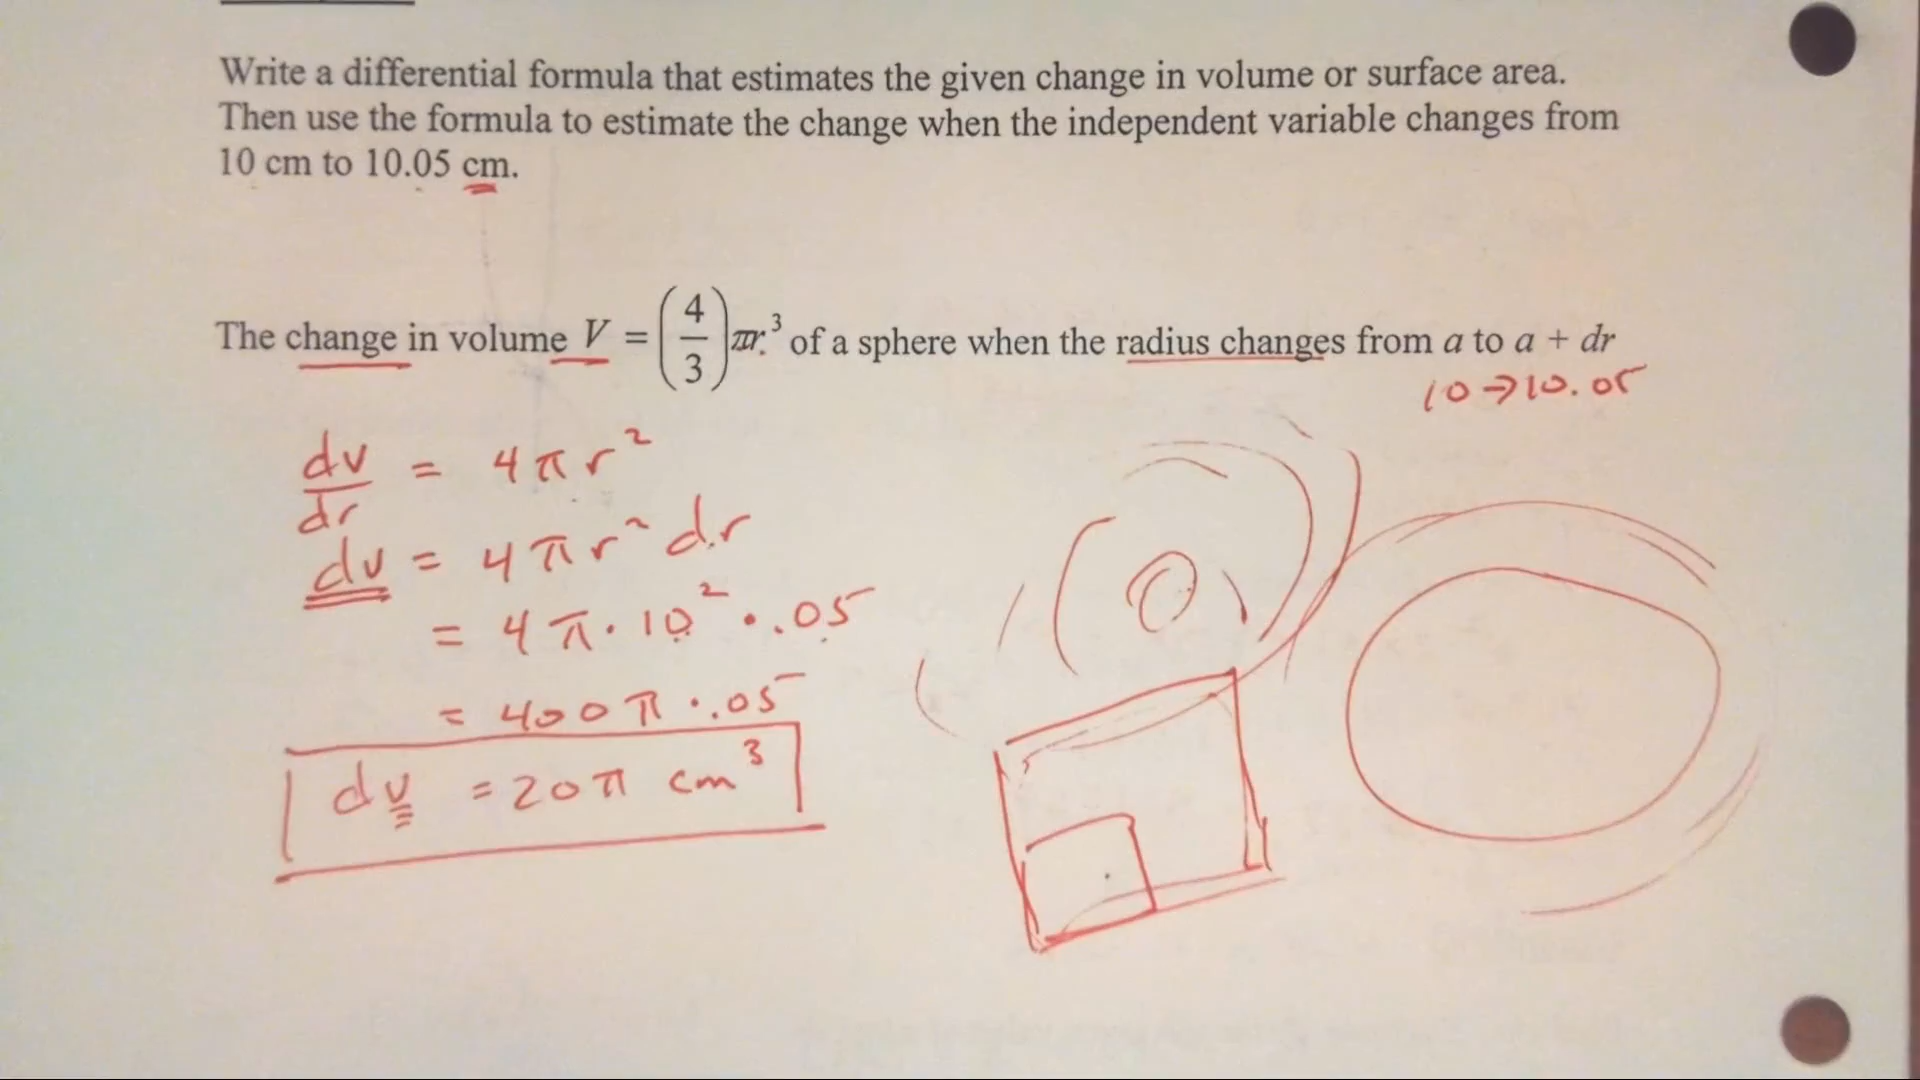 Write a differential formula that estimates the given change in volume or surface area.
Then use the formula to estimate the change when the independent variable changes from
10 cm to 10.05 cm.
The change in volume V = (4/3)πr³ of a sphere when the radius changes from a to a + dr
10→10.05
dv/dr = 4πr²
dv = 4πr² dr
= 4π·10²·.05
= 400π·.05
dv = 20π cm³